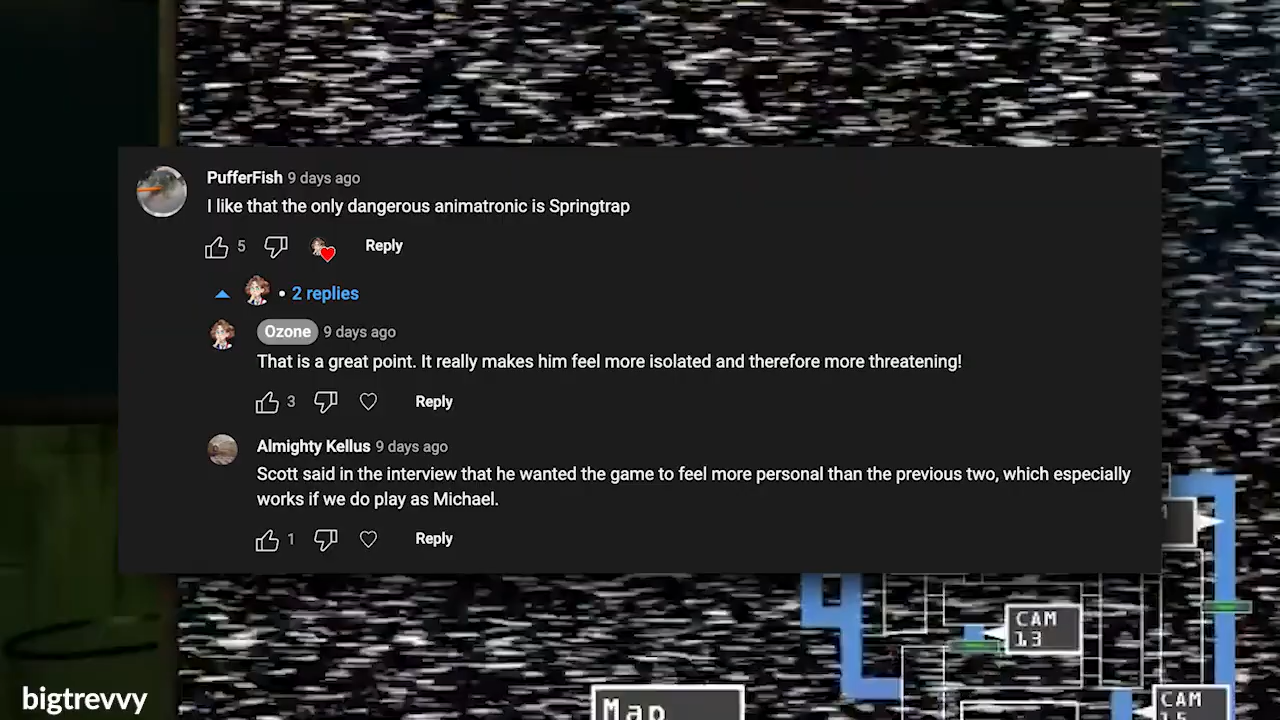 PufferFish 9 days ago
I like that the only dangerous animatronic is Springtrap
5 Reply
• 2 replies
Ozone 9 days ago
That is a great point. It really makes him feel more isolated and therefore more threatening!
3 Reply
Almighty Kellus 9 days ago
Scott said in the interview that he wanted the game to feel more personal than the previous two, which especially
works if we do play as Michael.
1 Reply
CAM
13
Map
CAM
bigtrevvy